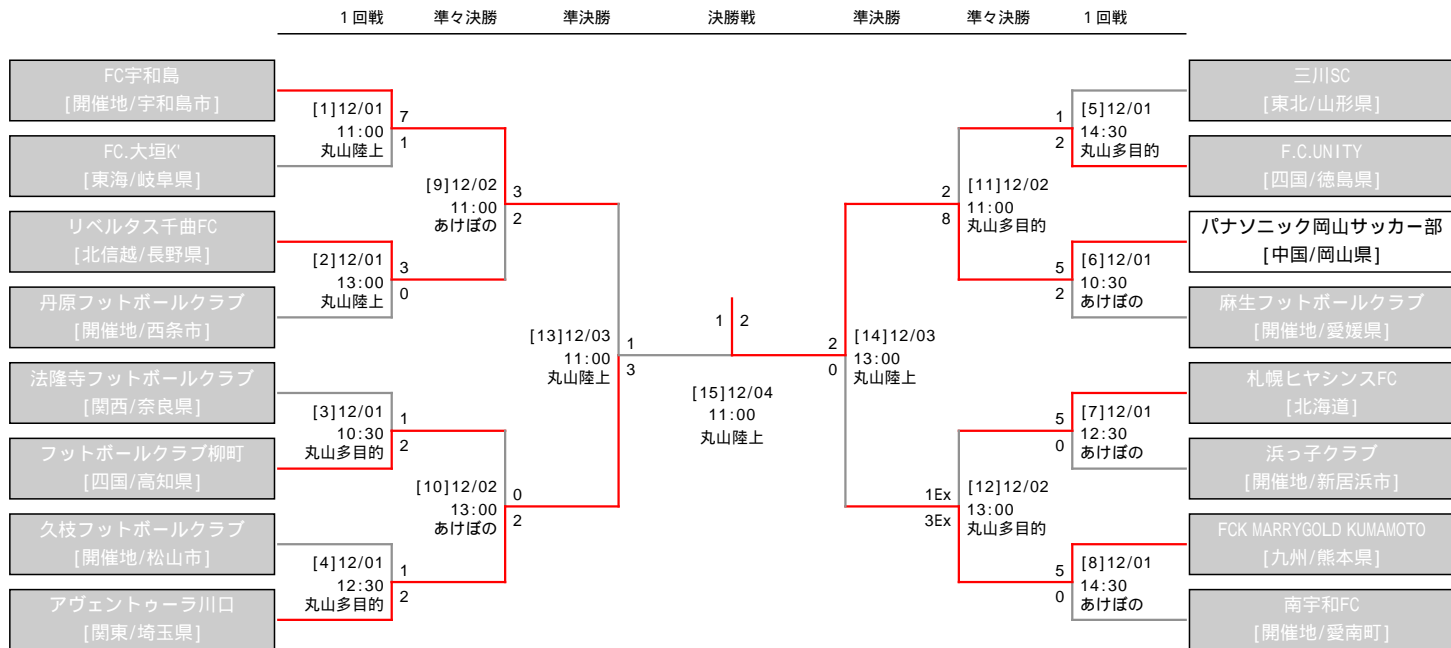 1回戦 準々決勝 準決勝 決勝戦 準決勝 準々決勝 1回戦
FC宇和島
[開催地/宇和島市]
FC.大垣K'
[東海/岐阜県]
リベルタス千曲FC
[北信越/長野県]
丹原フットボールクラブ
[開催地/西条市]
法隆寺フットボールクラブ
[関西/奈良県]
フットボールクラブ柳町
[四国/高知県]
久枝フットボールクラブ
[開催地/松山市]
アヴェントゥーラ川口
[関東/埼玉県]
[1]12/01
11:00
丸山陸上
7
1
[2]12/01
13:00
丸山陸上
3
0
[3]12/01
10:30
丸山多目的
1
2
[4]12/01
12:30
丸山多目的
1
2
[9]12/02
11:00
あけぼの
3
2
[10]12/02
13:00
あけぼの
0
2
[13]12/03
11:00
丸山陸上
1
3
1 2
[15]12/04
11:00
丸山陸上
2
0
[14]12/03
13:00
丸山陸上
2
8
[11]12/02
11:00
丸山多目的
1Ex
3Ex
[12]12/02
13:00
丸山多目的
1
2
[5]12/01
14:30
丸山多目的
5
2
[6]12/01
10:30
あけぼの
5
0
[7]12/01
12:30
あけぼの
5
0
[8]12/01
14:30
あけぼの
三川SC
[東北/山形県]
F.C.UNITY
[四国/徳島県]
パナソニック岡山サッカー部
[中国/岡山県]
麻生フットボールクラブ
[開催地/愛媛県]
札幌ヒヤシンスFC
[北海道]
浜っ子クラブ
[開催地/新居浜市]
FCK MARRYGOLD KUMAMOTO
[九州/熊本県]
南宇和FC
[開催地/愛南町]